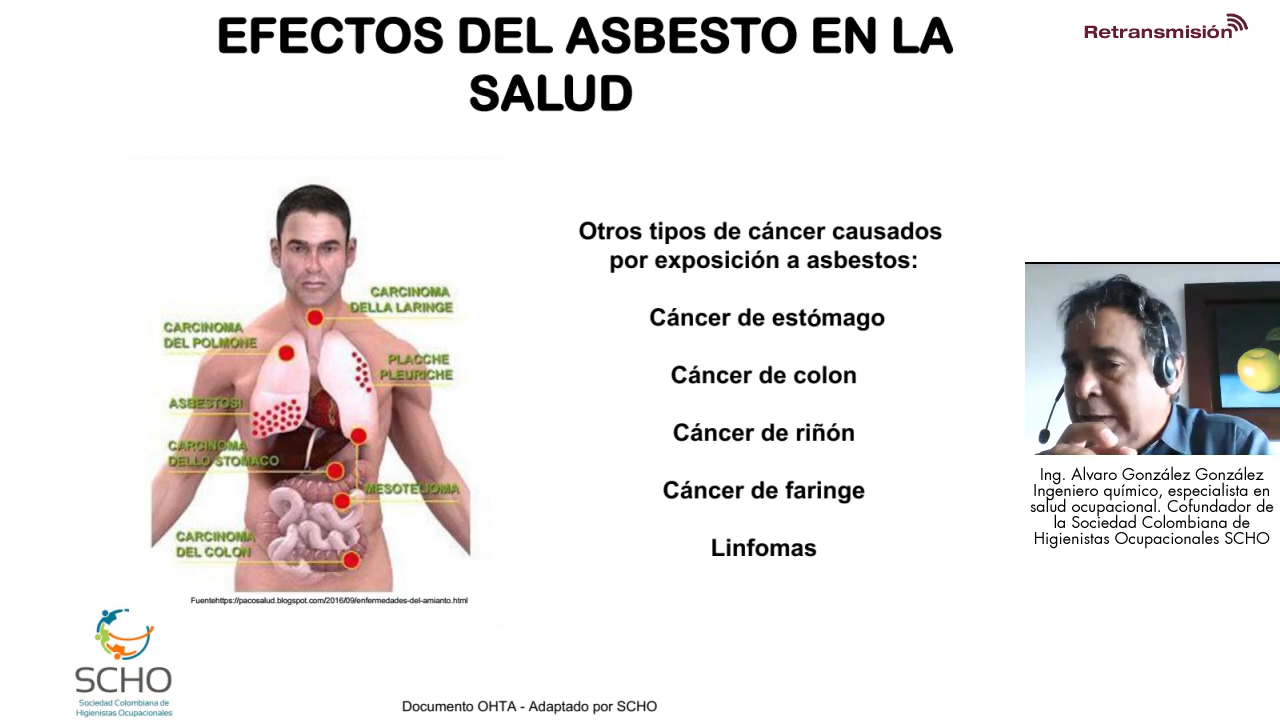 EFECTOS DEL ASBESTO EN LA
SALUD
Retransmisión
CARCINOMA
DELLA LARINGE
CARCINOMA
DEL POLMONE
PLACCHE
PLEURICHE
ASBESTOSI
CARCINOMA
DELLO STOMACO
MESOTELIOMA
CARCINOMA
DEL COLON
Fuentehttps://pacosalud.blogspot.com/2016/09/enfermedades-del-amianto.html
Otros tipos de cáncer causados
por exposición a asbestos:
Cáncer de estómago
Cáncer de colon
Cáncer de riñón
Cáncer de faringe
Linfomas
Ing. Alvaro González González
Ingeniero químico, especialista en
salud ocupacional. Cofundador de
la Sociedad Colombiana de
Higienistas Ocupacionales SCHO
SCHO
Sociedad Colombiana de
Higienistas Ocupacionales
Documento OHTA - Adaptado por SCHO